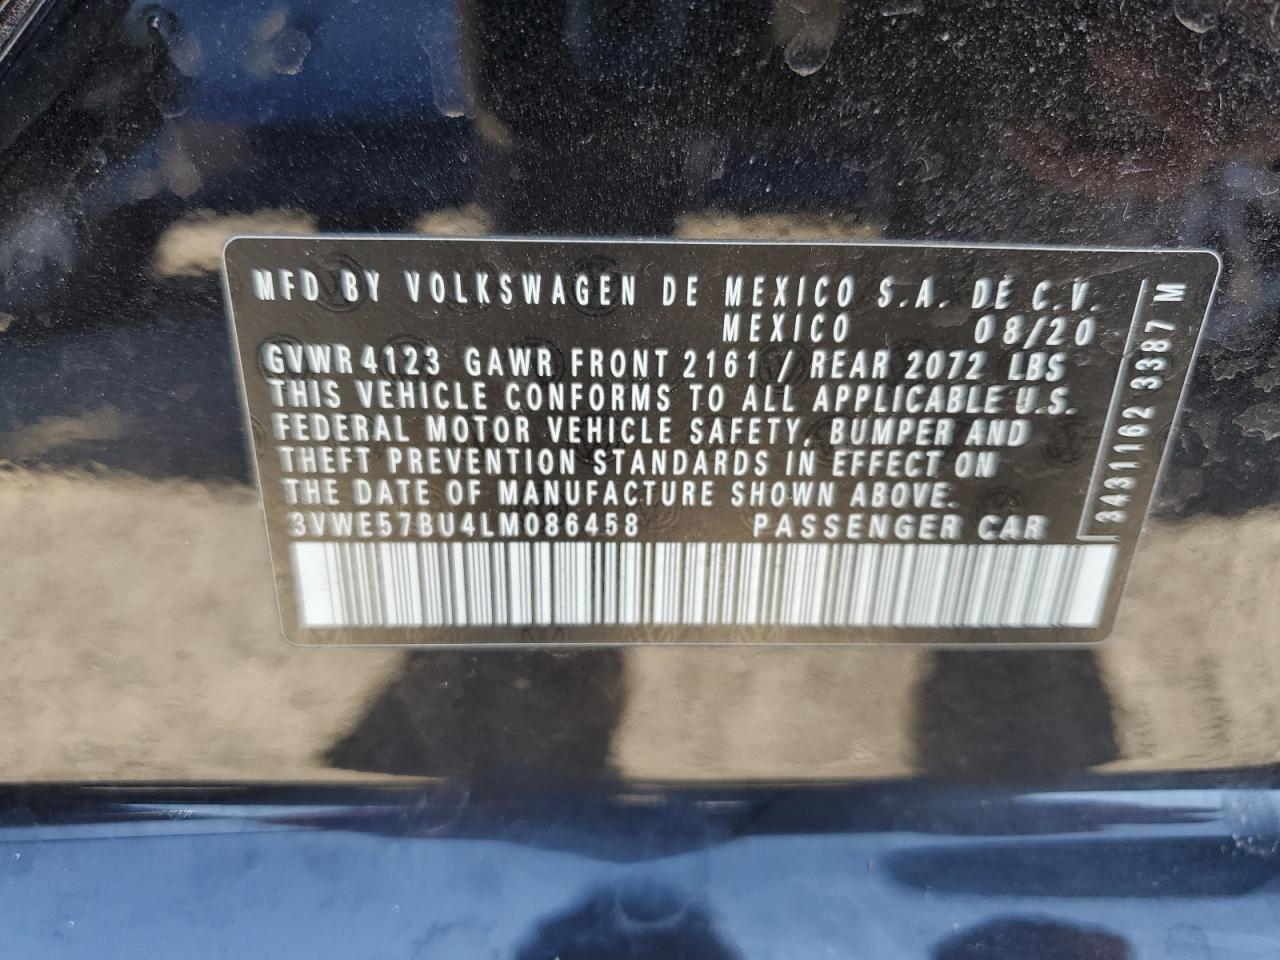 MFD BY VOLKSWAGEN DE MEXICO S.A. DE C.V.
MEXICO 08/20
GVWR 4123 GAWR FRONT 2161 / REAR 2072 LBS
THIS VEHICLE CONFORMS TO ALL APPLICABLE U.S.
FEDERAL MOTOR VEHICLE SAFETY, BUMPER AND
THEFT PREVENTION STANDARDS IN EFFECT ON
THE DATE OF MANUFACTURE SHOWN ABOVE.
3VWE57BU4LM086458 PASSENGER CAR
3431162 3387 M